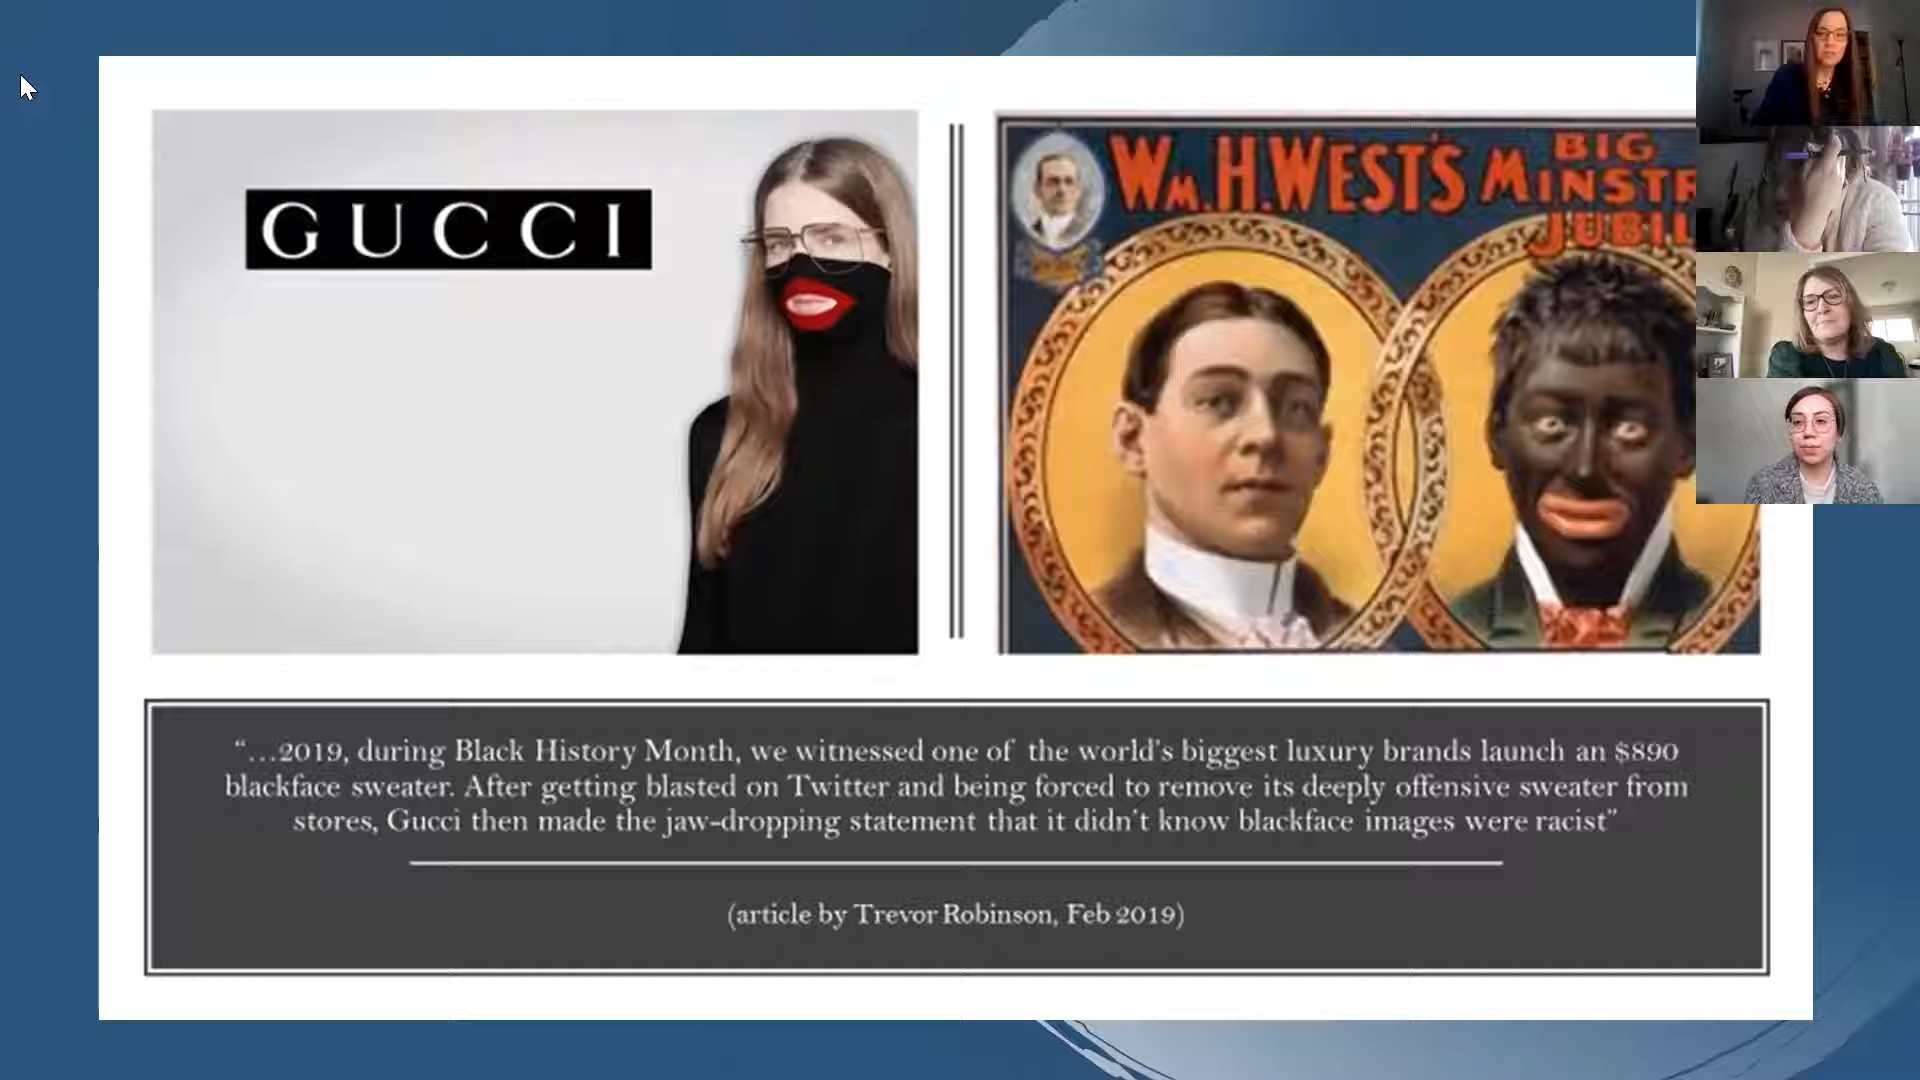 GUCCI
WM. H. WEST'S BIG
MINSTR
JUBIL
“…2019, during Black History Month, we witnessed one of the world's biggest luxury brands launch an $890
blackface sweater. After getting blasted on Twitter and being forced to remove its deeply offensive sweater from
stores, Gucci then made the jaw-dropping statement that it didn't know blackface images were racist”
(article by Trevor Robinson, Feb 2019)